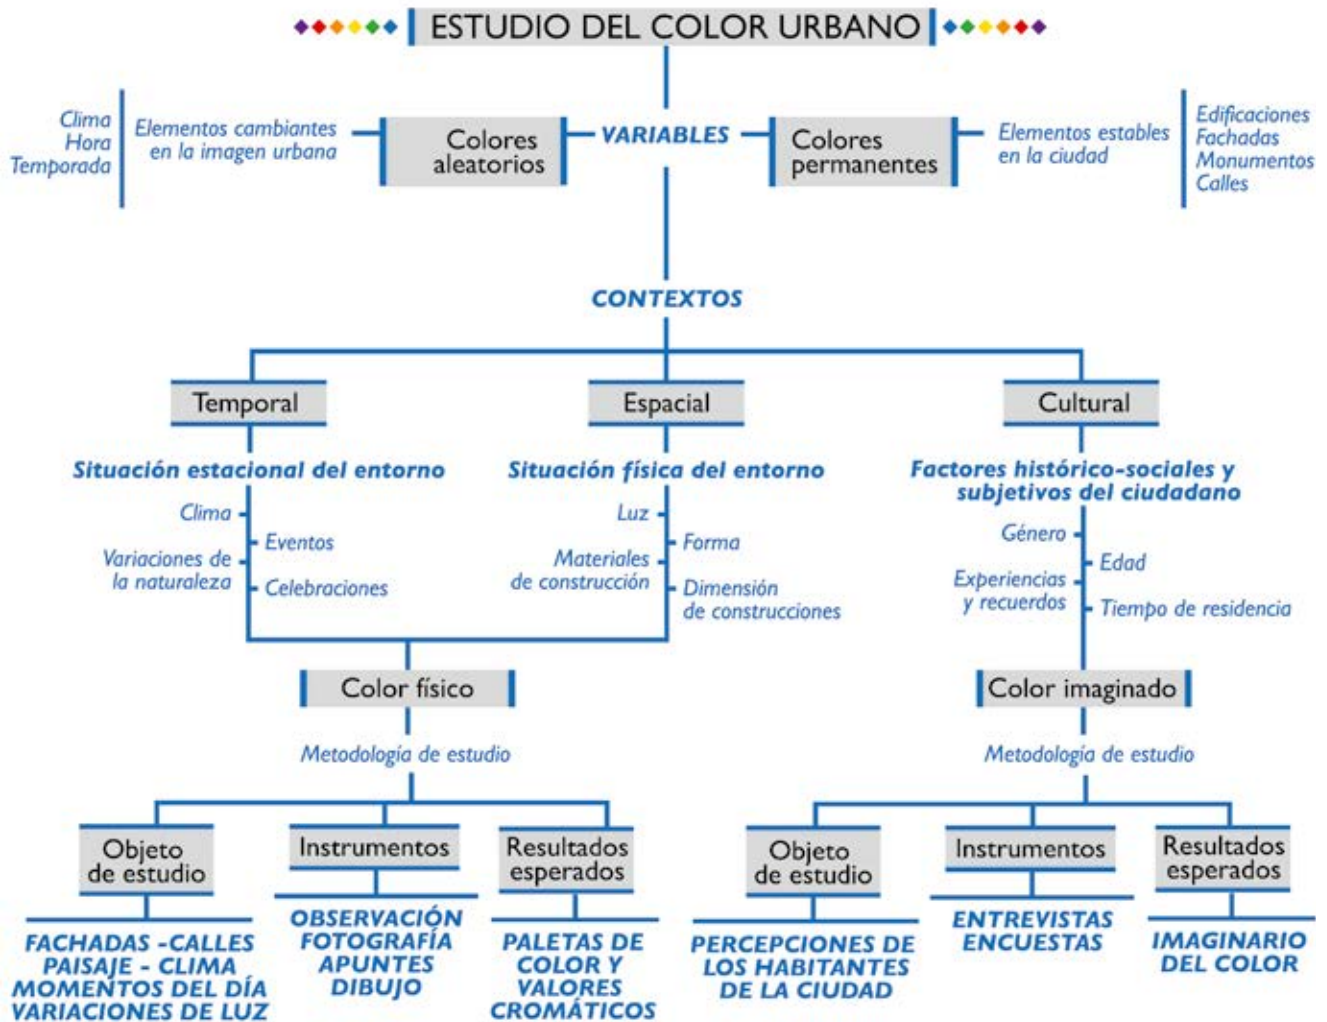 ESTUDIO DEL COLOR URBANO
Clima
Hora
Temporada
Elementos cambiantes
en la imagen urbana
Colores
aleatorios
VARIABLES
Colores
permanentes
Elementos estables
en la ciudad
Edificaciones
Fachadas
Monumentos
Calles
CONTEXTOS
Temporal
Situación estacional del entorno
Clima
Eventos
Variaciones de
la naturaleza
Celebraciones
Espacial
Situación física del entorno
Luz
Forma
Materiales
de construcción
Dimensión
de construcciones
Cultural
Factores histórico-sociales y
subjetivos del ciudadano
Género
Edad
Experiencias
y recuerdos
Tiempo de residencia
Color físico
Metodología de estudio
Objeto
de estudio
FACHADAS -CALLES
PAISAJE - CLIMA
MOMENTOS DEL DÍA
VARIACIONES DE LUZ
Instrumentos
OBSERVACIÓN
FOTOGRAFÍA
APUNTES
DIBUJO
Resultados
esperados
PALETAS DE
COLOR Y
VALORES
CROMÁTICOS
Color imaginado
Metodología de estudio
Objeto
de estudio
PERCEPCIONES DE
LOS HABITANTES
DE LA CIUDAD
Instrumentos
ENTREVISTAS
ENCUESTAS
Resultados
esperados
IMAGINARIO
DEL COLOR